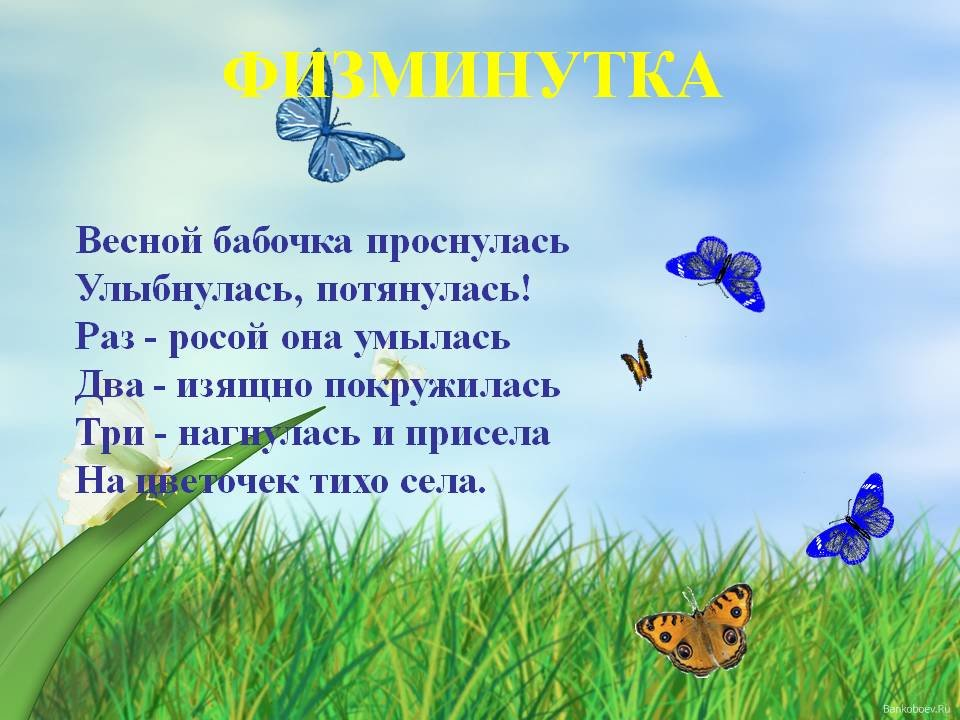 ФИЗМИНУТКА
Весной бабочка проснулась
Улыбнулась, потянулась!
Раз - росой она умылась
Два - изящно покружилась
Три - нагнулась и присела
На цветочек тихо села.
Bankoboev.Ru